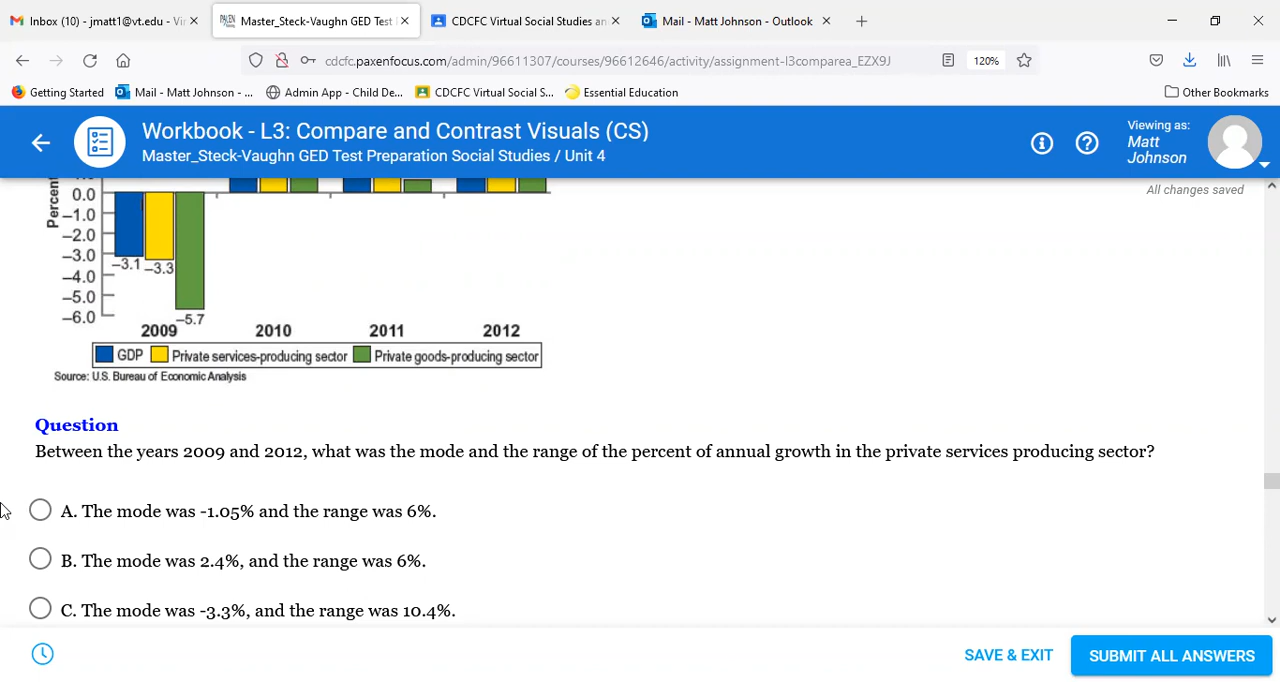 Inbox (10) - jmatt1@vt.edu - Vir
Master_Steck-Vaughn GED Test
CDCFC Virtual Social Studies an
Mail - Matt Johnson - Outlook
cdcfc.paxenfocus.com/admin/96611307/courses/96612646/activity/assignment-l3comparea_EZX9J
120%
Getting Started
Mail - Matt Johnson - ...
Admin App - Child De...
CDCFC Virtual Social S...
Essential Education
Other Bookmarks
Workbook - L3: Compare and Contrast Visuals (CS)
Master_Steck-Vaughn GED Test Preparation Social Studies / Unit 4
Viewing as:
Matt
Johnson
All changes saved
Percent
0.0
−1.0
−2.0
−3.0
−4.0
−5.0
−6.0
−3.1
−3.3
−5.7
2009
2010
2011
2012
GDP
Private services-producing sector
Private goods-producing sector
Source: U.S. Bureau of Economic Analysis
Question
Between the years 2009 and 2012, what was the mode and the range of the percent of annual growth in the private services producing sector?
A. The mode was -1.05% and the range was 6%.
B. The mode was 2.4%, and the range was 6%.
C. The mode was -3.3%, and the range was 10.4%.
SAVE & EXIT
SUBMIT ALL ANSWERS